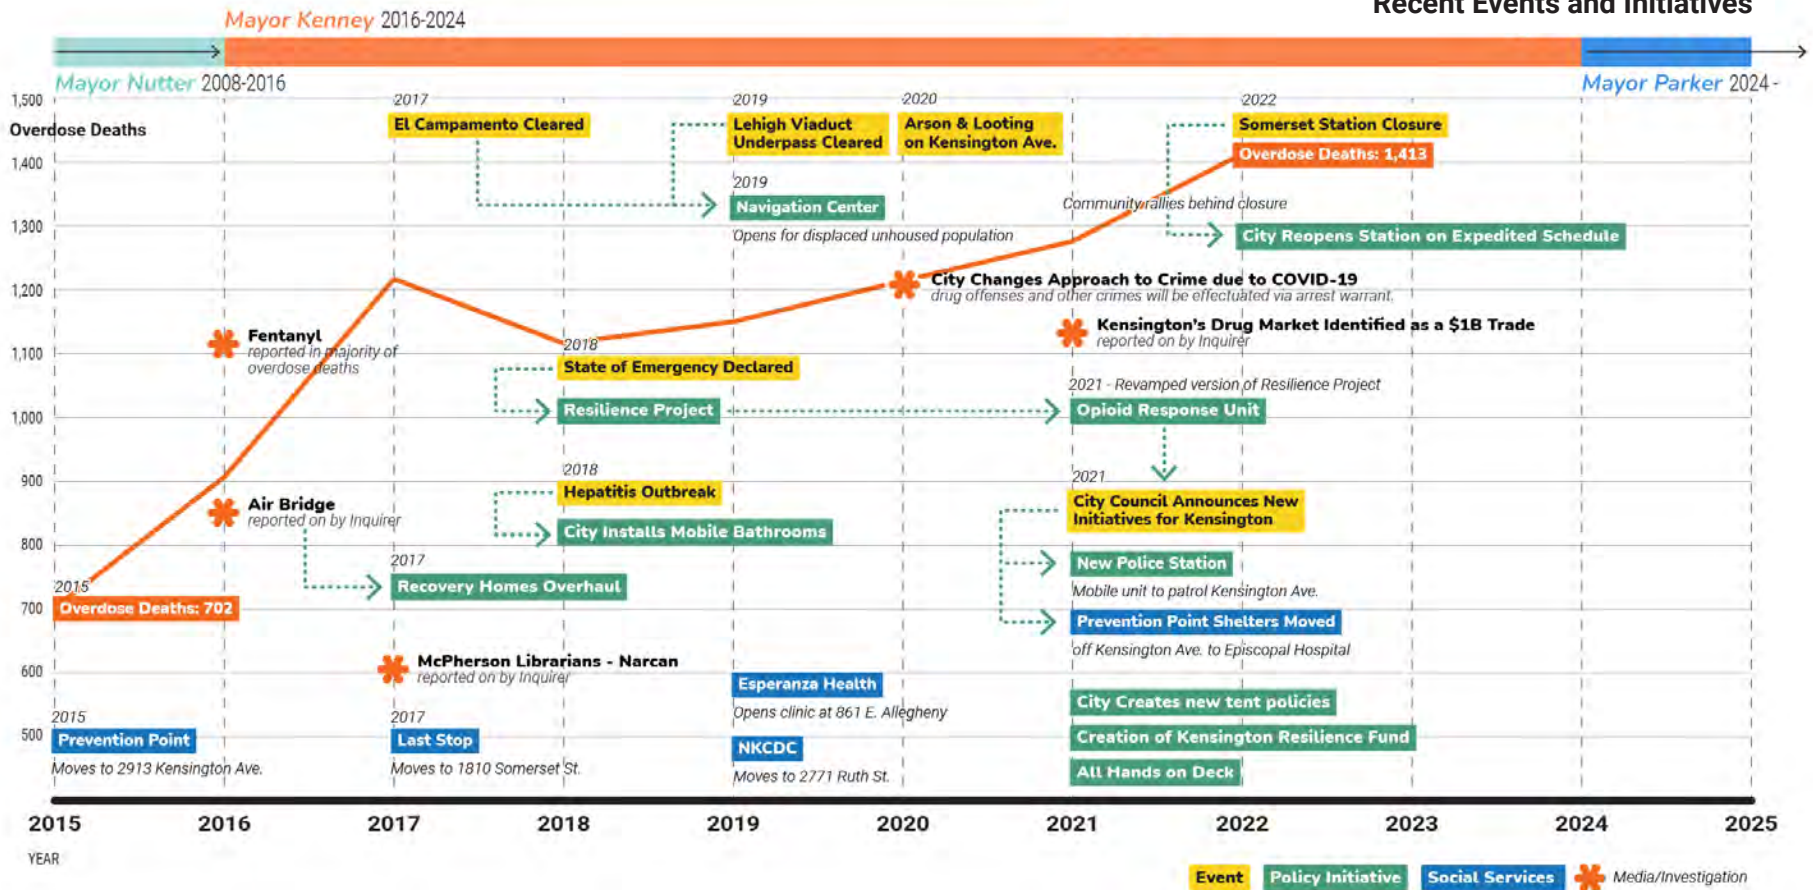 Recent Events and Initiatives
Mayor Kenney 2016-2024
Mayor Nutter 2008-2016
Mayor Parker 2024 -
Overdose Deaths
1,500
1,400
1,300
1,200
1,100
1,000
900
800
700
600
500
2017
El Campamento Cleared
2019
Lehigh Viaduct
Underpass Cleared
2020
Arson & Looting
on Kensington Ave.
2022
Somerset Station Closure
Overdose Deaths: 1,413
2019
Navigation Center
Opens for displaced unhoused population
Community rallies behind closure
City Reopens Station on Expedited Schedule
City Changes Approach to Crime due to COVID-19
drug offenses and other crimes will be effectuated via arrest warrant.
Fentanyl
reported in majority of
overdose deaths
Kensington's Drug Market Identified as a $1B Trade
reported on by Inquirer
2018
State of Emergency Declared
Resilience Project
2021 - Revamped version of Resilience Project
Opioid Response Unit
2018
Hepatitis Outbreak
City Installs Mobile Bathrooms
2021
City Council Announces New
Initiatives for Kensington
Air Bridge
reported on by Inquirer
2017
Recovery Homes Overhaul
New Police Station
Mobile unit to patrol Kensington Ave.
2015
Overdose Deaths: 702
Prevention Point Shelters Moved
off Kensington Ave. to Episcopal Hospital
McPherson Librarians - Narcan
reported on by Inquirer
Esperanza Health
Opens clinic at 861 E. Allegheny
City Creates new tent policies
2015
Prevention Point
Moves to 2913 Kensington Ave.
2017
Last Stop
Moves to 1810 Somerset St.
NKCDC
Moves to 2771 Ruth St.
Creation of Kensington Resilience Fund
All Hands on Deck
2015
2016
2017
2018
2019
2020
2021
2022
2023
2024
2025
YEAR
Event
Policy Initiative
Social Services
Media/Investigation